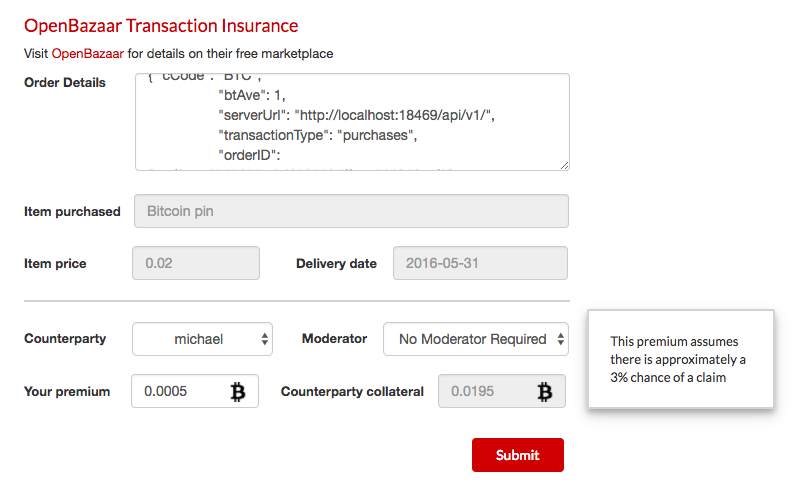 OpenBazaar Transaction Insurance
Visit OpenBazaar for details on their free marketplace
Order Details
{ "cCode": "BTC",
"btAve": 1,
"serverUrl": "http://localhost:18469/api/v1/",
"transactionType": "purchases",
"orderID":
Item purchased Bitcoin pin
Item price 0.02 Delivery date 2016-05-31
Counterparty michael Moderator No Moderator Required
This premium assumes
there is approximately a
3% chance of a claim
Your premium 0.0005 Counterparty collateral 0.0195
Submit